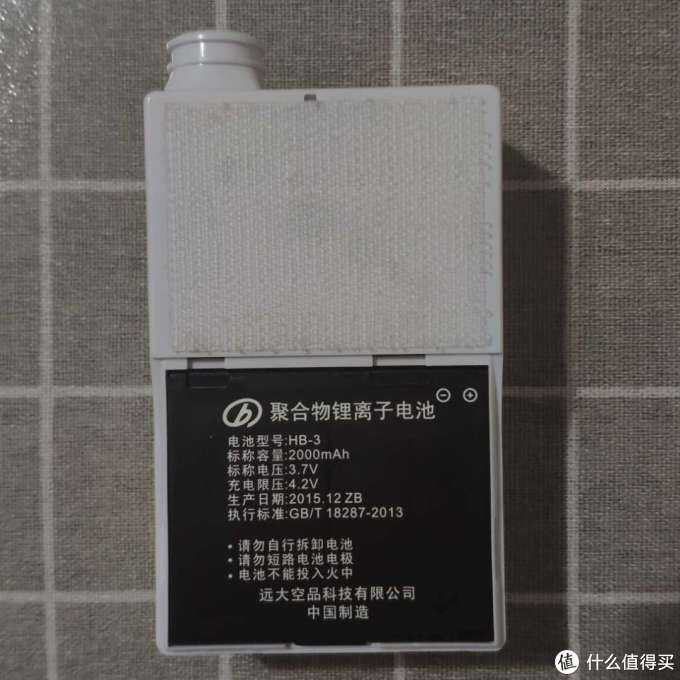 聚合物锂离子电池
电池型号:HB-3
标称容量:2000mAh
标称电压:3.7V
充电限压:4.2V
生产日期:2015.12 ZB
执行标准:GB/T 18287-2013
• 请勿自行拆卸电池
• 请勿短路电池电极
• 电池不能投入火中
远大空品科技有限公司
中国制造
值 什么值得买